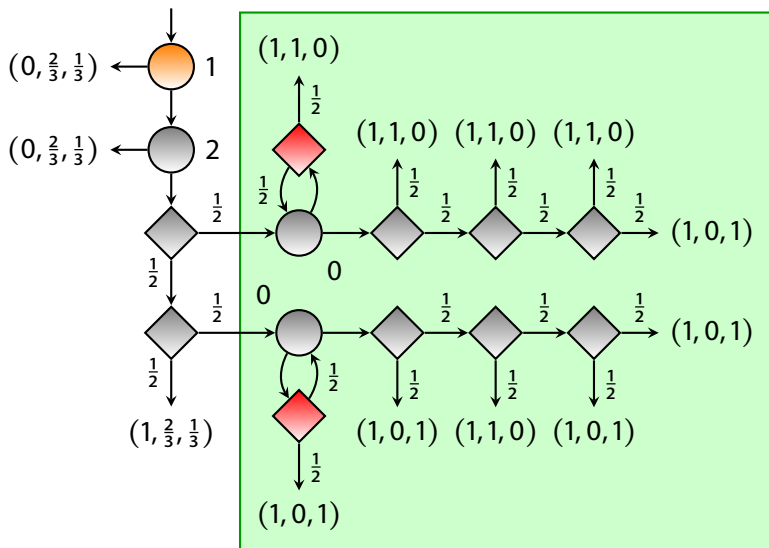 (1, 1, 0)
(0, 2/3, 1/3) 1
1/2
(0, 2/3, 1/3) 2 (1, 1, 0) (1, 1, 0) (1, 1, 0)
1/2 1/2 1/2 1/2
1/2 1/2 1/2 1/2
(1, 0, 1)
0
1/2
0
1/2 1/2 1/2 1/2
(1, 0, 1)
1/2 1/2 1/2 1/2 1/2
(1, 2/3, 1/3) (1, 0, 1) (1, 1, 0) (1, 0, 1)
1/2
(1, 0, 1)